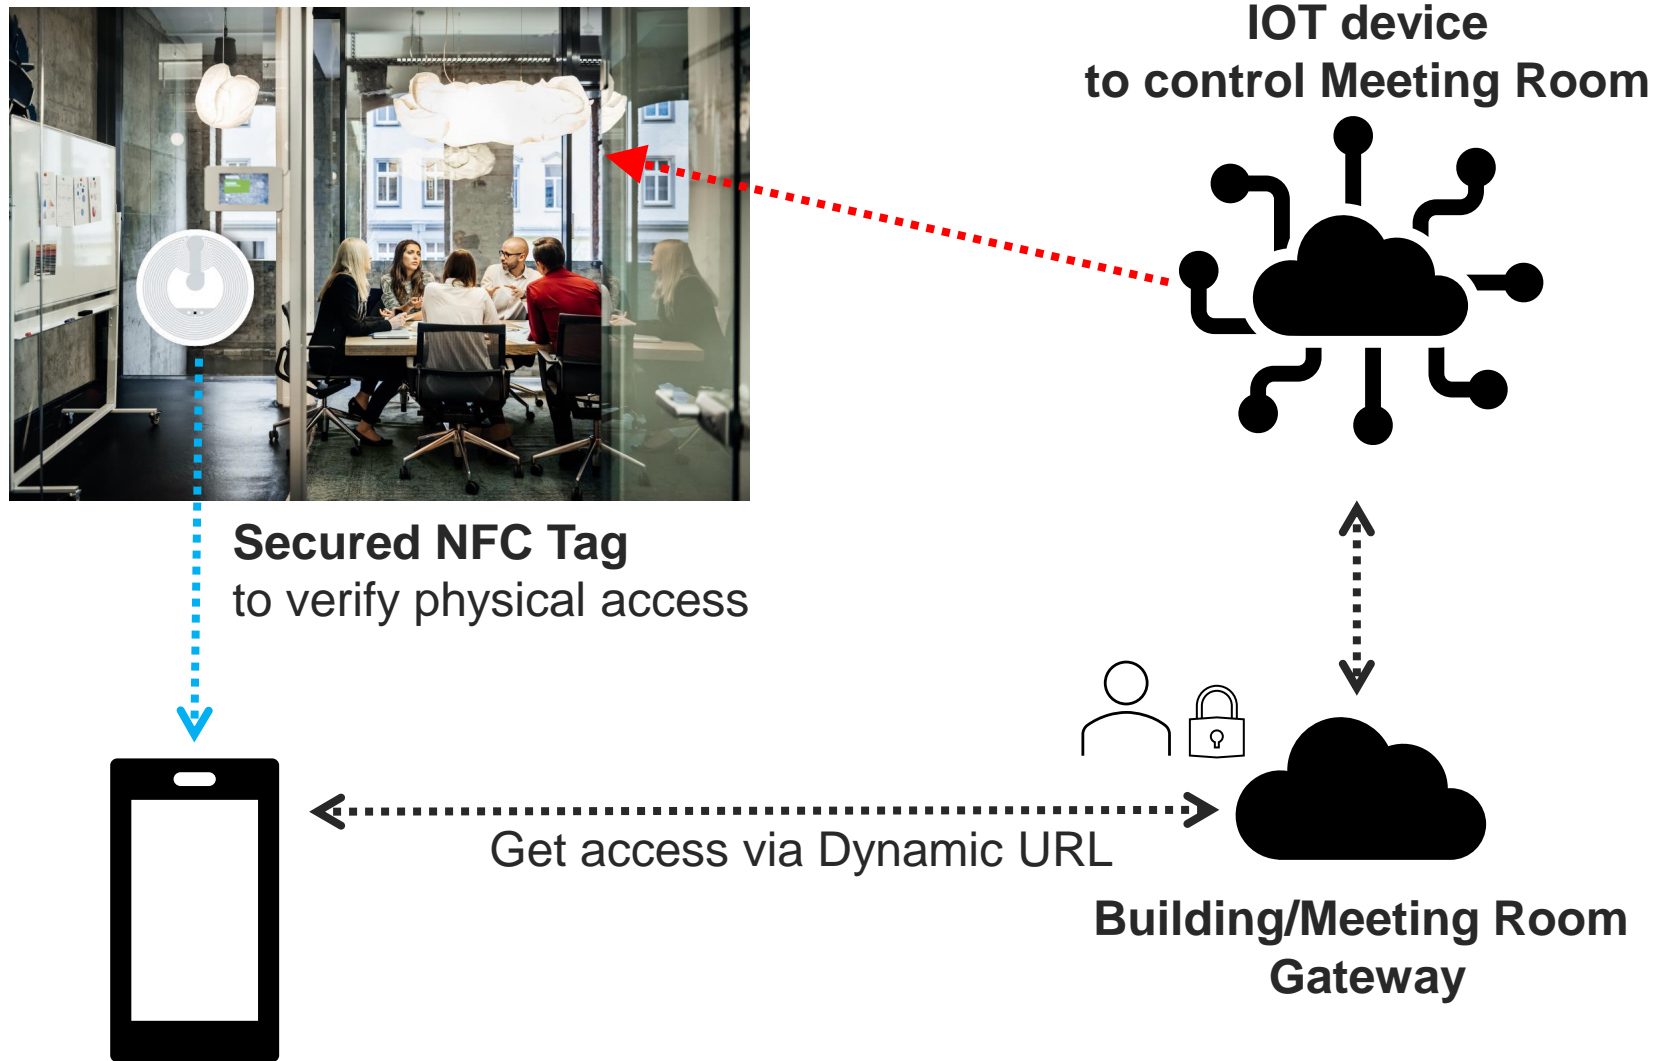 IOT device
to control Meeting Room
Secured NFC Tag
to verify physical access
Get access via Dynamic URL
Building/Meeting Room
Gateway